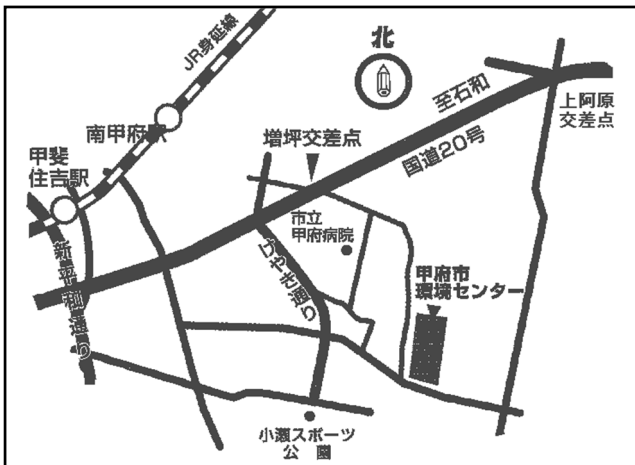 JR身延線
北
至石和
上阿原
交差点
南甲府駅
増坪交差点
国道20号
甲斐
住吉駅
市立
甲府病院
けやき通り
新平和通り
甲府市
環境センター
小瀬スポーツ
公園